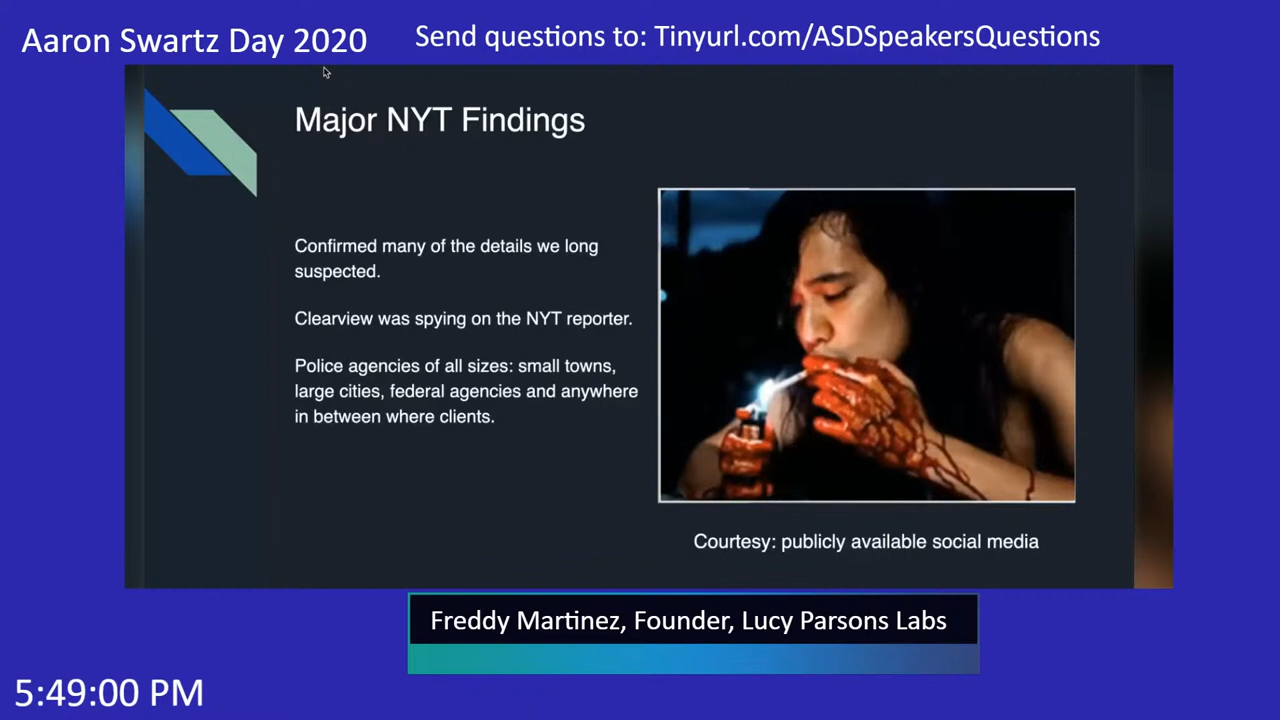 Aaron Swartz Day 2020
Send questions to: Tinyurl.com/ASDSpeakersQuestions
Major NYT Findings
Confirmed many of the details we long
suspected.
Clearview was spying on the NYT reporter.
Police agencies of all sizes: small towns,
large cities, federal agencies and anywhere
in between where clients.
Courtesy: publicly available social media
Freddy Martinez, Founder, Lucy Parsons Labs
5:49:00 PM